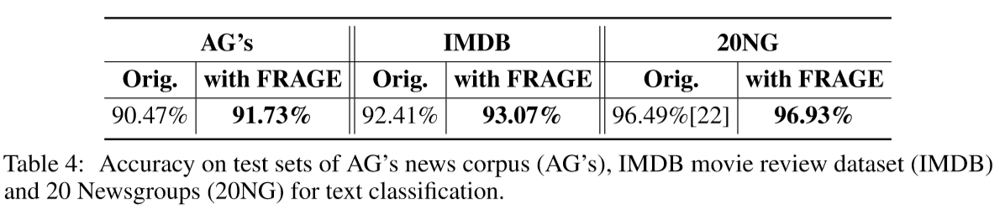 AG's IMDB 20NG
Orig. with FRAGE Orig. with FRAGE Orig. with FRAGE
90.47% 91.73% 92.41% 93.07% 96.49%[22] 96.93%
Table 4: Accuracy on test sets of AG's news corpus (AG's), IMDB movie review dataset (IMDB)
and 20 Newsgroups (20NG) for text classification.